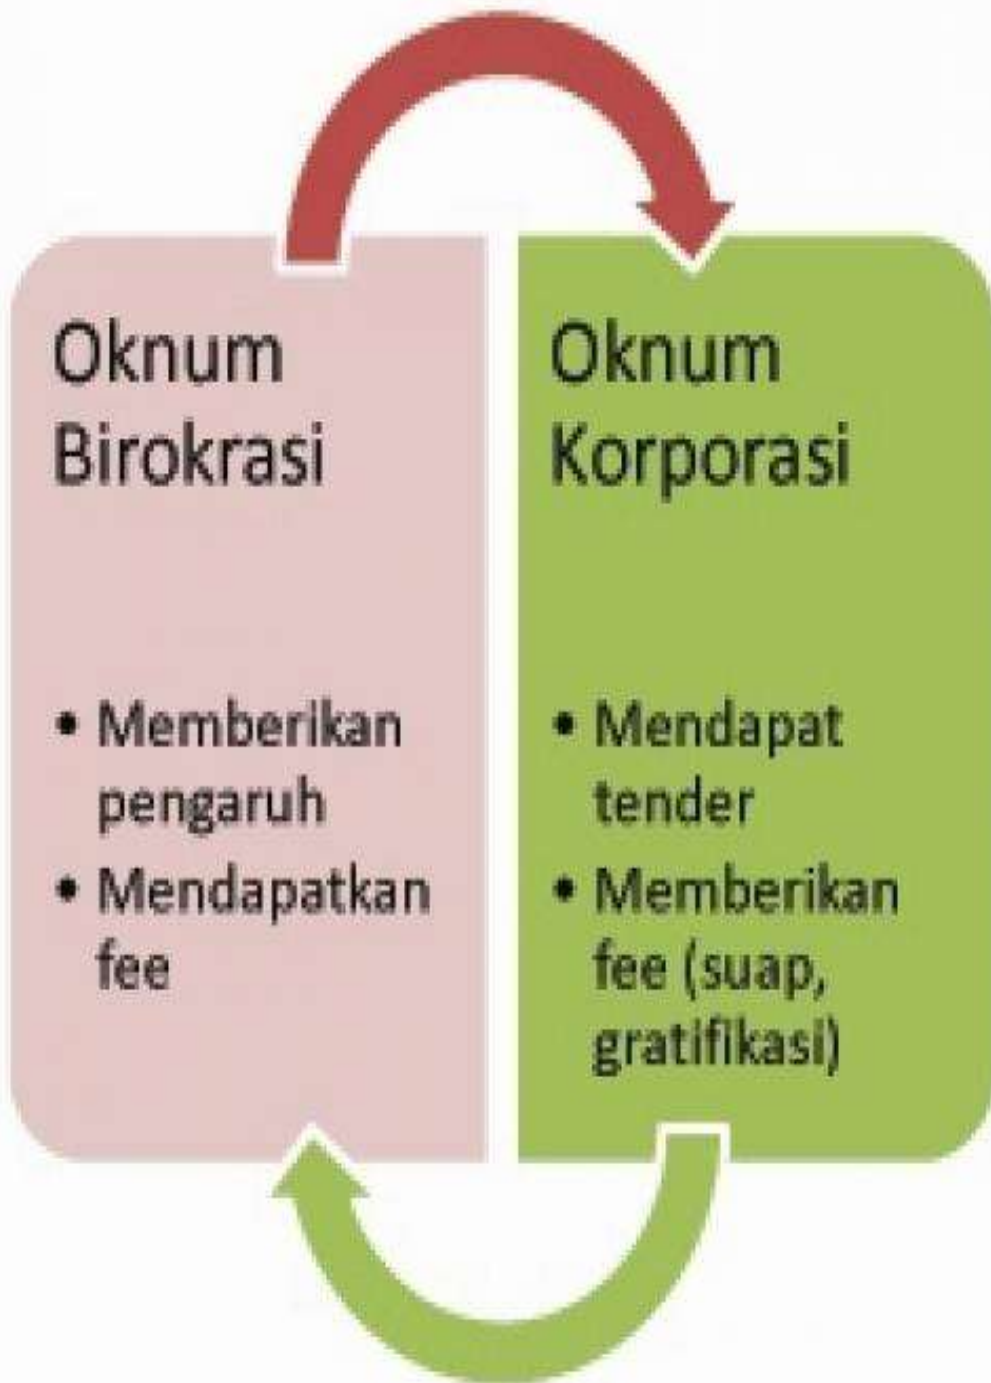 Oknum
Birokrasi
• Memberikan
pengaruh
• Mendapatkan
fee
Oknum
Korporasi
• Mendapat
tender
• Memberikan
fee (suap,
gratifikasi)